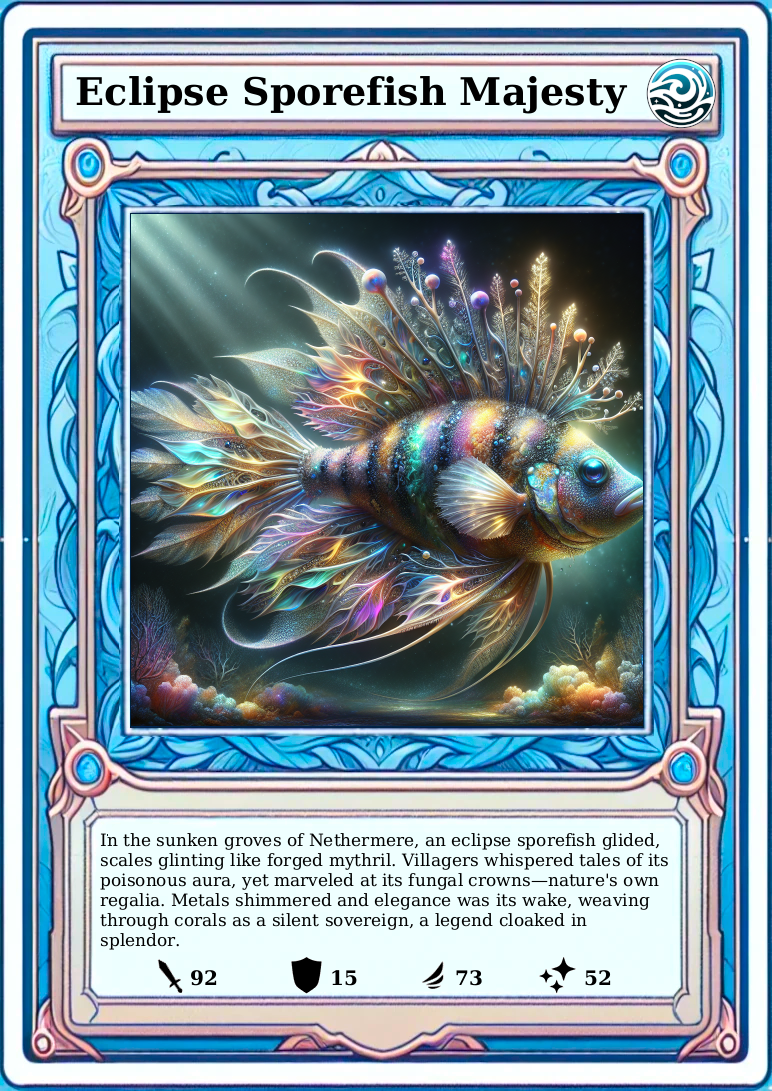 Eclipse Sporefish Majesty
In the sunken groves of Nethermere, an eclipse sporefish glided,
scales glinting like forged mythril. Villagers whispered tales of its
poisonous aura, yet marveled at its fungal crowns—nature's own
regalia. Metals shimmered and elegance was its wake, weaving
through corals as a silent sovereign, a legend cloaked in
splendor.
92 15 73 52